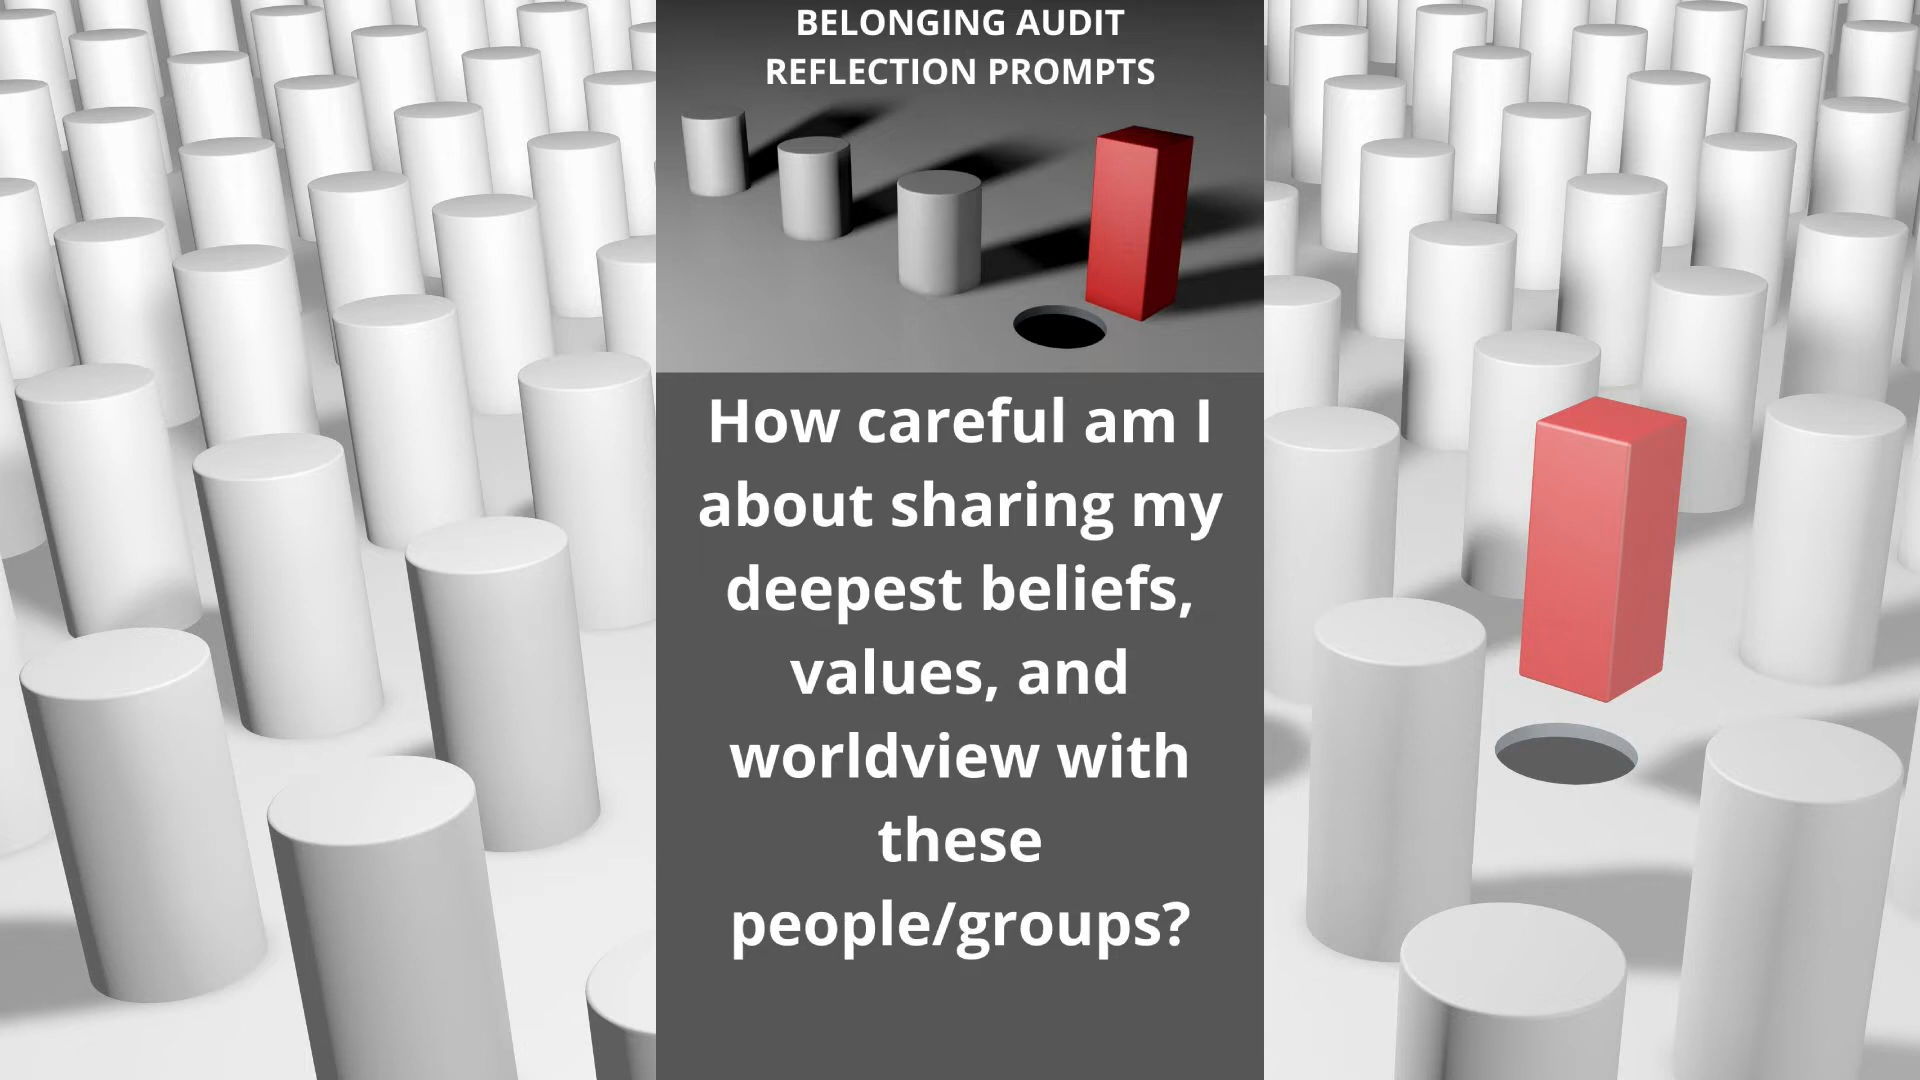 BELONGING AUDIT
REFLECTION PROMPTS
How careful am I
about sharing my
deepest beliefs,
values, and
worldview with
these
people/groups?